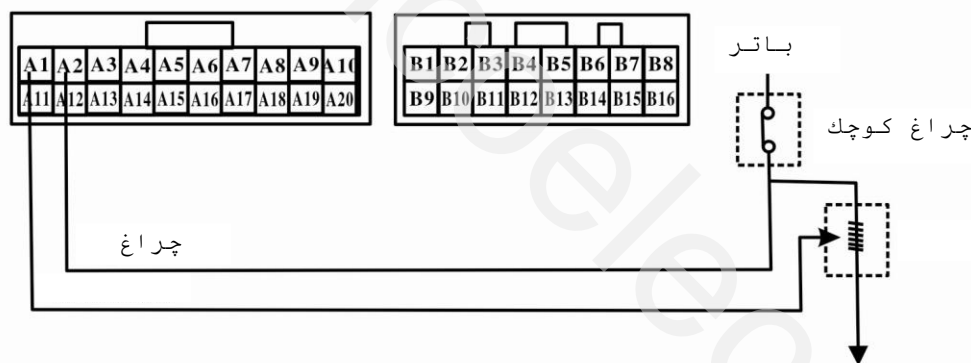 باتر
A1 A2 A3 A4 A5 A6 A7 A8 A9 A10
A11 A12 A13 A14 A15 A16 A17 A18 A19 A20
B1 B2 B3 B4 B5 B6 B7 B8
B9 B10 B11 B12 B13 B14 B15 B16
چراغ كوچك
چراغ